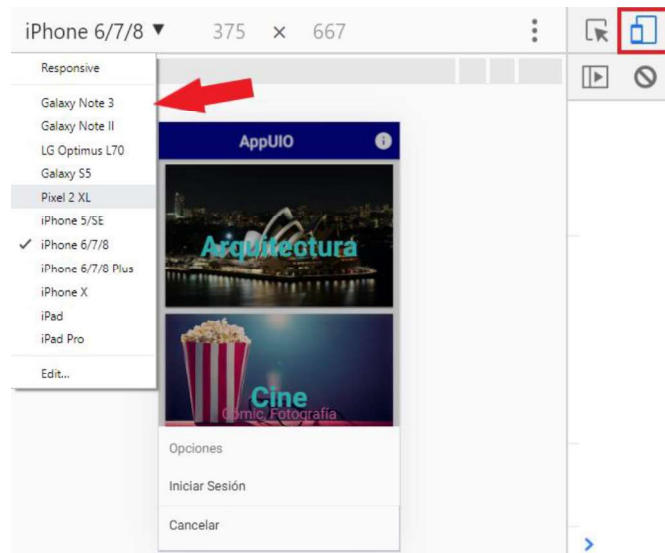 iPhone 6/7/8 ▼ 375 × 667
Responsive
Galaxy Note 3
Galaxy Note II
LG Optimus L70
Galaxy S5
Pixel 2 XL
iPhone 5/SE
✓ iPhone 6/7/8
iPhone 6/7/8 Plus
iPhone X
iPad
iPad Pro
Edit...
AppUIO
Arquitectura
Cine
Comic, Fotografía
Opciones
Iniciar Sesión
Cancelar